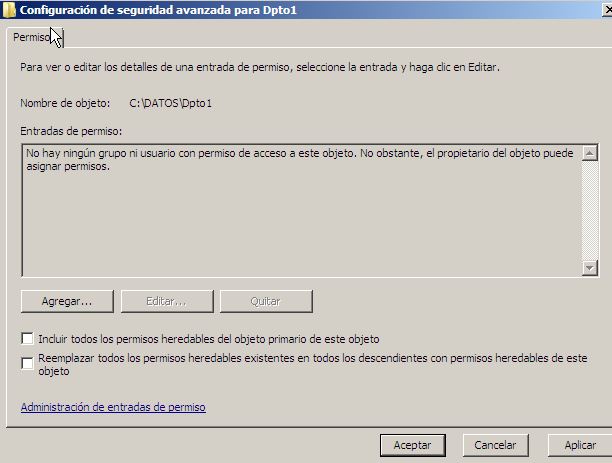 Configuración de seguridad avanzada para Dpto1
Permisos
Para ver o editar los detalles de una entrada de permiso, seleccione la entrada y haga clic en Editar.
Nombre de objeto: C:\DATOS\Dpto1
Entradas de permiso:
No hay ningún grupo ni usuario con permiso de acceso a este objeto. No obstante, el propietario del objeto puede
asignar permisos.
Agregar... Editar... Quitar
Incluir todos los permisos heredables del objeto primario de este objeto
Reemplazar todos los permisos heredables existentes en todos los descendientes con permisos heredables de este
objeto
Administración de entradas de permiso
Aceptar Cancelar Aplicar